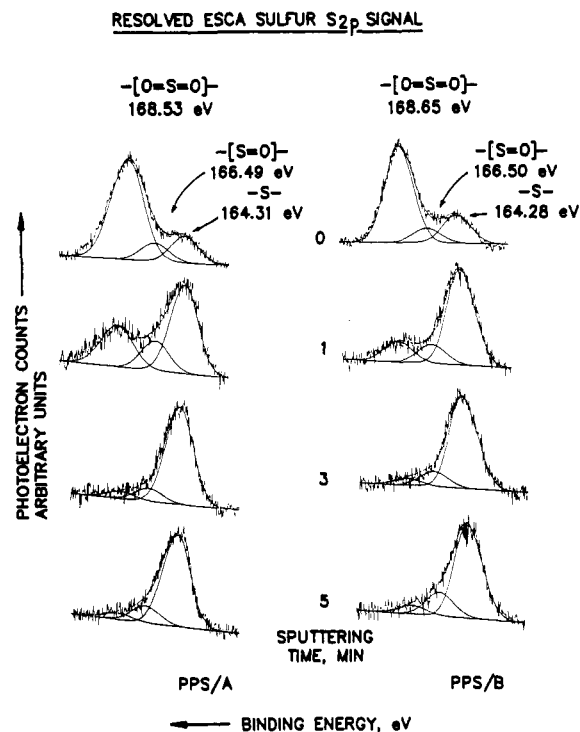 RESOLVED ESCA SULFUR S2p SIGNAL
-[O=S=O]-
168.53 eV
-[S=O]-
166.49 eV
-S-
164.31 eV
-[O=S=O]-
168.65 eV
-[S=O]-
166.50 eV
-S-
164.28 eV
0
1
3
5
PHOTOELECTRON COUNTS
ARBITRARY UNITS
SPUTTERING
TIME, MIN
PPS/A
PPS/B
BINDING ENERGY, eV